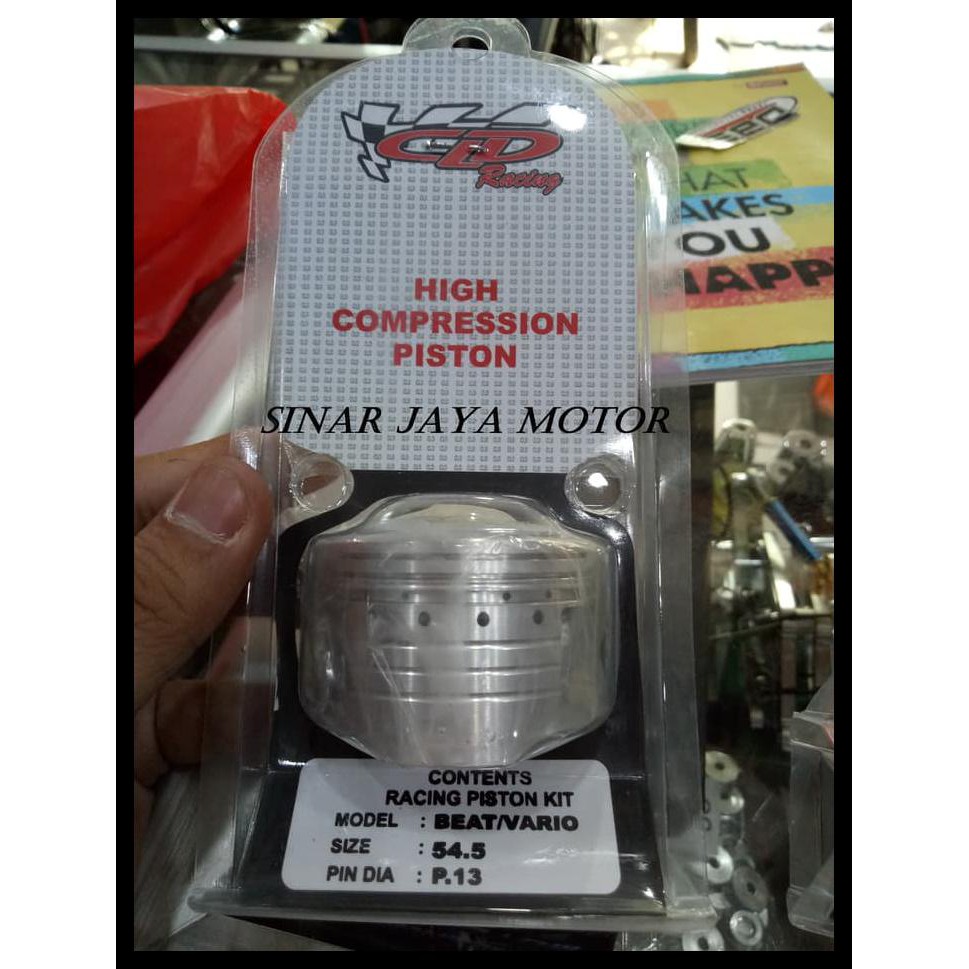 CLD
Racing
HIGH
COMPRESSION
PISTON
SINAR JAYA MOTOR
CONTENTS
RACING PISTON KIT
MODEL : BEAT/VARIO
SIZE : 54.5
PIN DIA : P.13
HAT
AKES
OU
HAPP